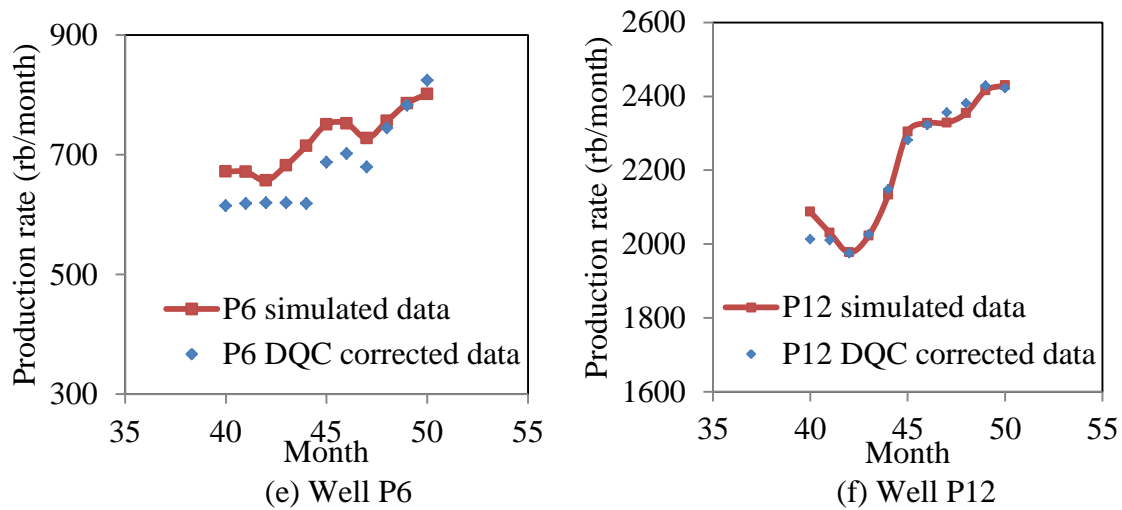 Production rate (rb/month)
900
700
500
300
P6 simulated data
P6 DQC corrected data
35
40
45
50
55
Month
(e) Well P6
Production rate (rb/month)
2600
2400
2200
2000
1800
1600
P12 simulated data
P12 DQC corrected data
35
40
45
50
55
Month
(f) Well P12